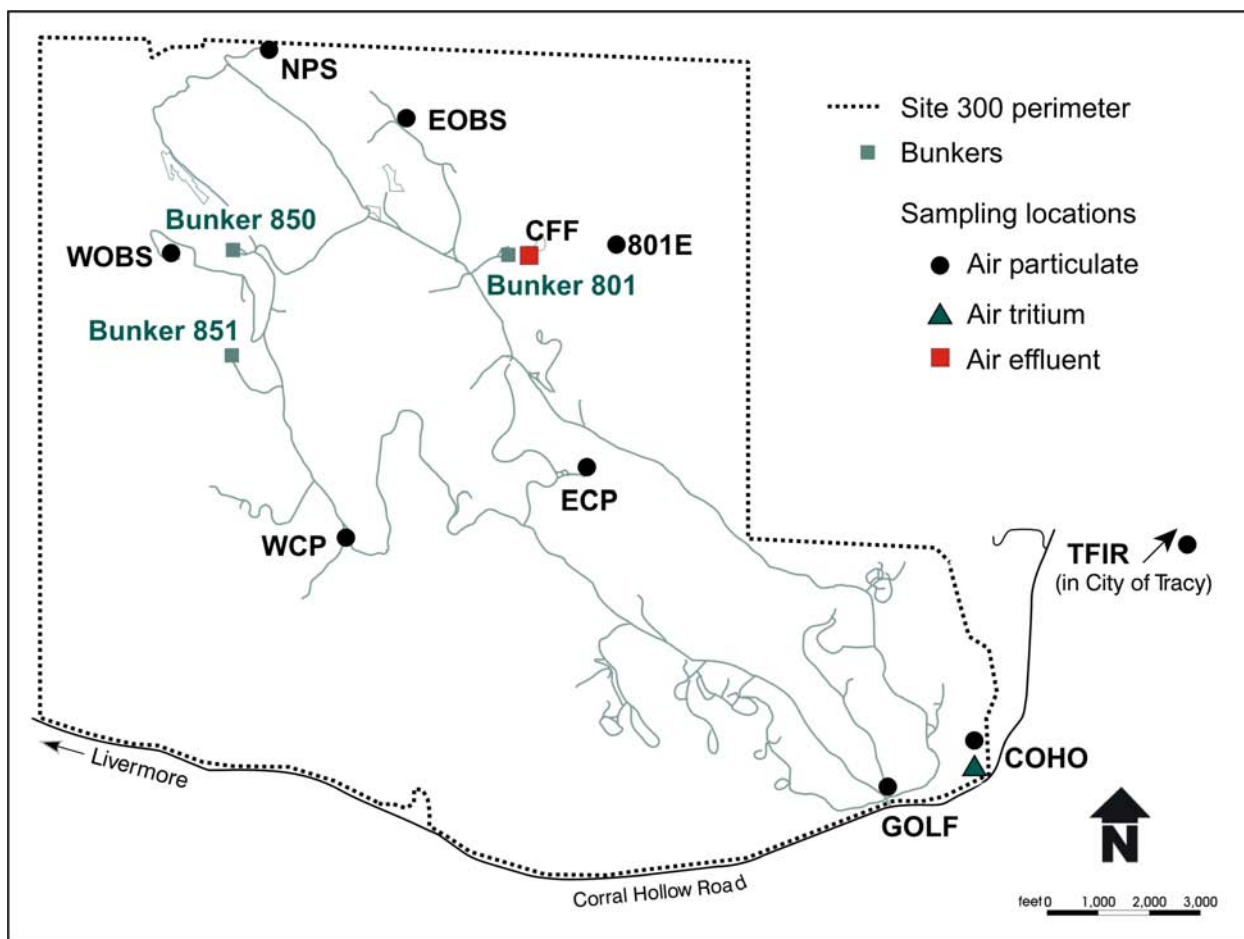 NPS
EOBS
Site 300 perimeter
Bunkers
Sampling locations
Air particulate
Air tritium
Air effluent
Bunker 850
WOBS
CFF
801E
Bunker 801
Bunker 851
ECP
WCP
TFIR
(in City of Tracy)
Livermore
COHO
GOLF
Corral Hollow Road
N
feet 0 1,000 2,000 3,000